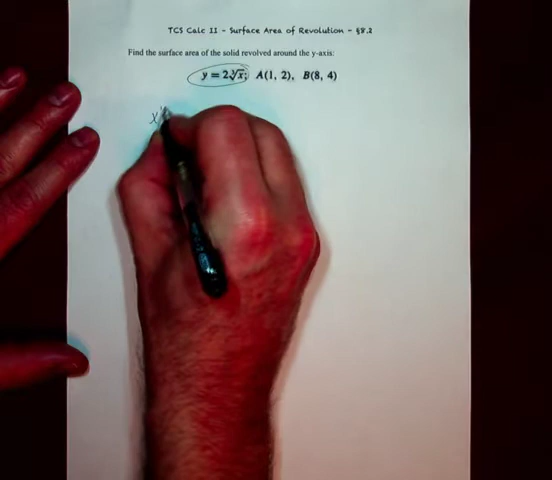 TCS Calc II - Surface Area of Revolution - §8.2
Find the surface area of the solid revolved around the y-axis:
y = 2∛x; A(1, 2), B(8, 4)
x